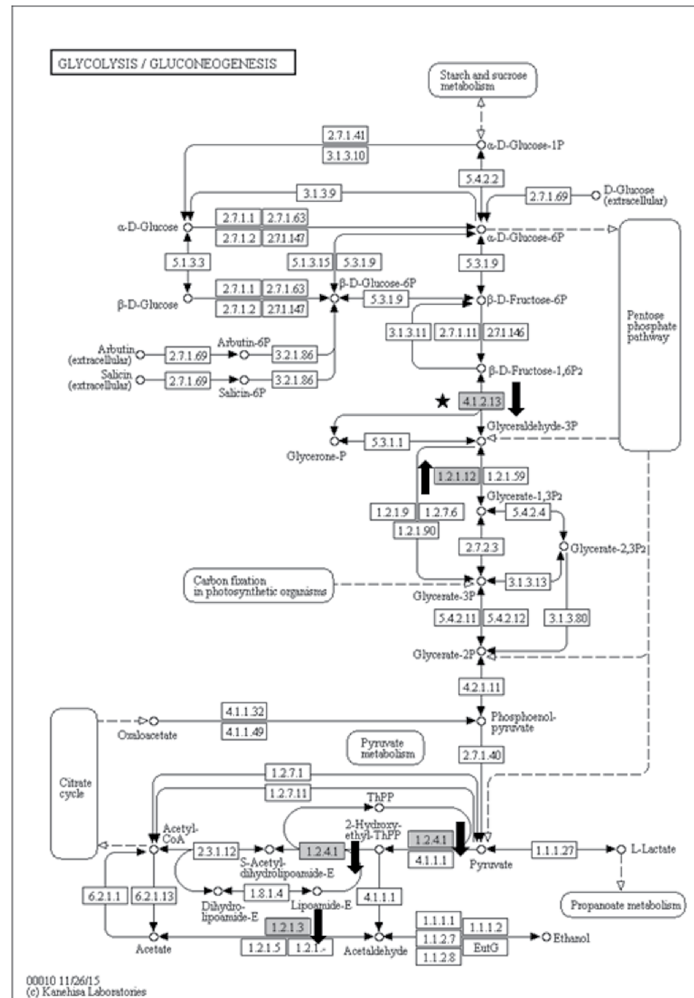 GLYCOLYSIS / GLUCONEOGENESIS
Starch and sucrose
metabolism
2.7.1.41
3.1.3.10
α-D-Glucose-1P
5.4.2.2
3.1.3.9
2.7.1.69
D-Glucose
(extracellular)
α-D-Glucose
2.7.1.1
2.7.1.63
2.7.1.2
2.7.1.147
α-D-Glucose-6P
5.1.3.3
5.1.3.15
5.3.1.9
5.3.1.9
β-D-Glucose-6P
β-D-Glucose
2.7.1.1
2.7.1.63
2.7.1.2
2.7.1.147
5.3.1.9
β-D-Fructose-6P
Pentose
phosphate
pathway
3.1.3.11
2.7.1.11
2.7.1.146
Arbutin
(extracellular)
2.7.1.69
Arbutin-6P
3.2.1.86
Salicin
(extracellular)
2.7.1.69
Salicin-6P
3.2.1.86
β-D-Fructose-1,6P2
4.1.2.13
Glyceraldehyde-3P
Glycerone-P
5.3.1.1
1.2.1.12
1.2.1.59
1.2.1.9
1.2.7.6
1.2.1.90
Glycerate-1,3P2
5.4.2.4
2.7.2.3
Glycerate-2,3P2
Carbon fixation
in photosynthetic organisms
Glycerate-3P
3.1.3.13
5.4.2.11
5.4.2.12
3.1.3.80
Glycerate-2P
4.2.1.11
Citrate
cycle
Oxaloacetate
4.1.1.32
4.1.1.49
Phosphoenol-
pyruvate
Pyruvate
metabolism
2.7.1.40
1.2.7.1
1.2.7.11
ThPP
Acetyl-
CoA
2.3.1.12
S-Acetyl-
dihydrolipoamide-E
1.2.4.1
2-Hydroxy-
ethyl-ThPP
1.2.4.1
4.1.1.1
Pyruvate
1.1.1.27
L-Lactate
6.2.1.1
6.2.1.13
Dihydro-
lipoamide-E
1.8.1.4
Lipoamide-E
4.1.1.1
Propanoate metabolism
Acetate
1.2.1.3
1.2.1.5
1.2.1.-
Acetaldehyde
1.1.1.1
1.1.1.2
1.1.2.7
EutG
1.1.2.8
Ethanol
00010 11/26/15
(c) Kanehisa Laboratories